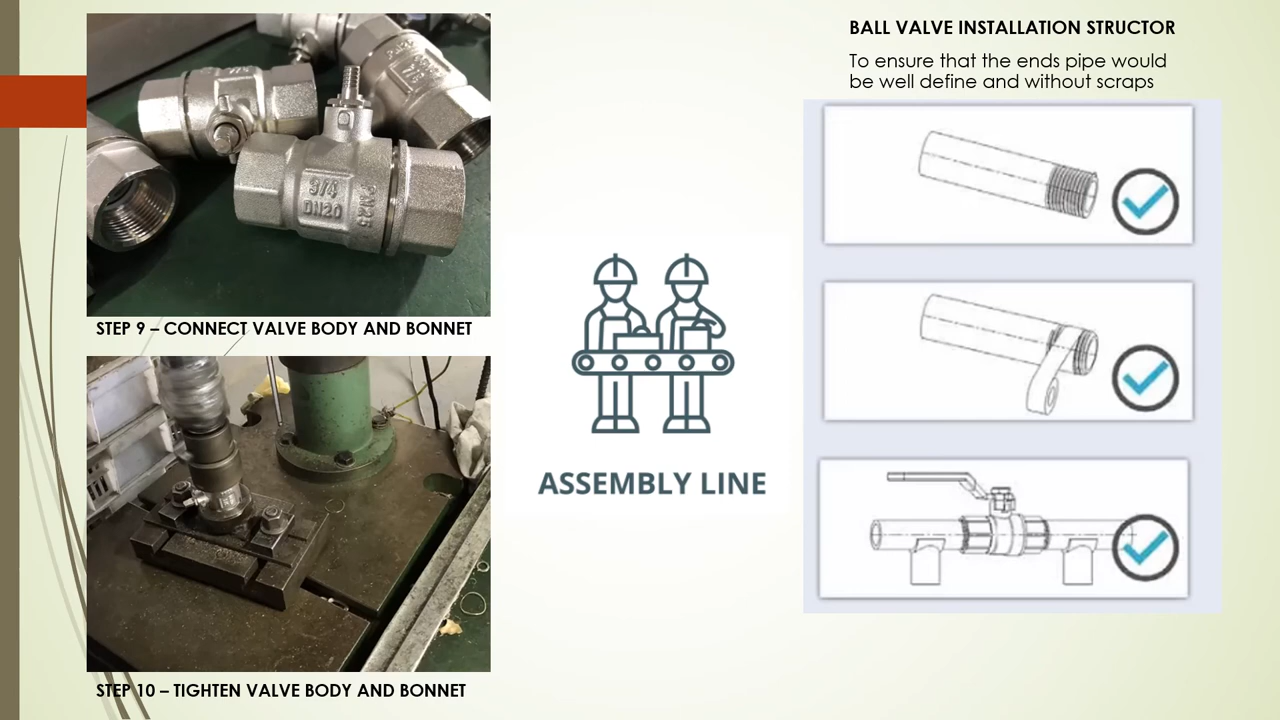 3/4
DN20
PN25
STEP 9 – CONNECT VALVE BODY AND BONNET
STEP 10 – TIGHTEN VALVE BODY AND BONNET
ASSEMBLY LINE
BALL VALVE INSTALLATION STRUCTOR
To ensure that the ends pipe would
be well define and without scraps